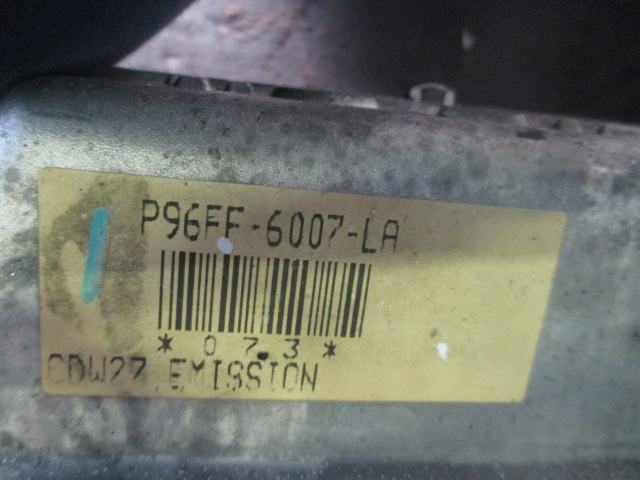 P96FF-6007-LA
* 0 7 3 *
CDW27 EMISSION